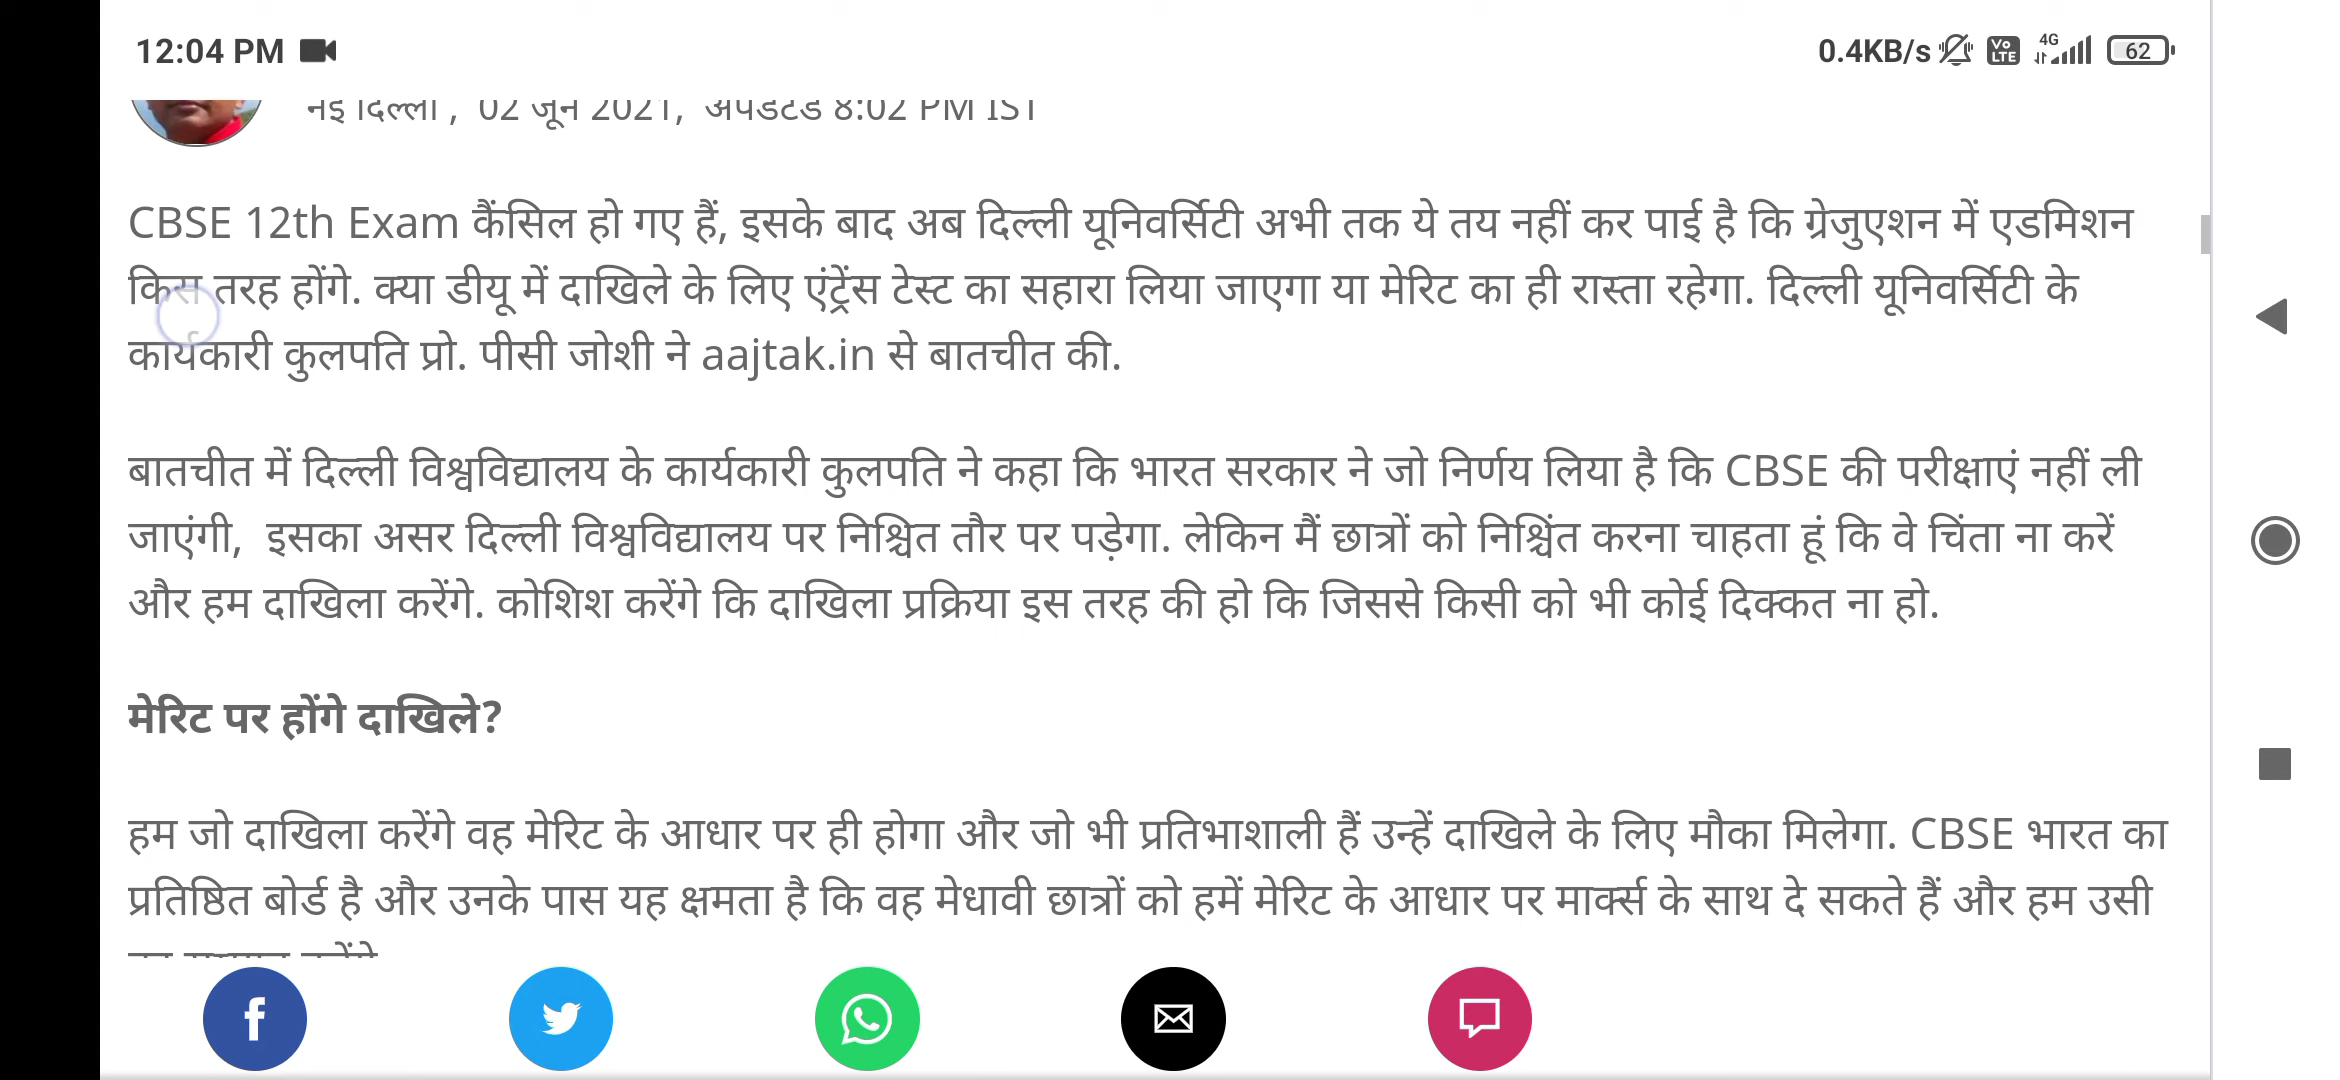 12:04 PM
0.4KB/s Vo LTE 4G 62
नई दिल्ली , 02 जून 2021, अपडेटेड 8:02 PM IST
CBSE 12th Exam कैंसिल हो गए हैं, इसके बाद अब दिल्ली यूनिवर्सिटी अभी तक ये तय नहीं कर पाई है कि ग्रेजुएशन में एडमिशन
किस तरह होंगे. क्या डीयू में दाखिले के लिए एंट्रेंस टेस्ट का सहारा लिया जाएगा या मेरिट का ही रास्ता रहेगा. दिल्ली यूनिवर्सिटी के
कार्यकारी कुलपति प्रो. पीसी जोशी ने aajtak.in से बातचीत की.
बातचीत में दिल्ली विश्वविद्यालय के कार्यकारी कुलपति ने कहा कि भारत सरकार ने जो निर्णय लिया है कि CBSE की परीक्षाएं नहीं ली
जाएंगी, इसका असर दिल्ली विश्वविद्यालय पर निश्चित तौर पर पड़ेगा. लेकिन मैं छात्रों को निश्चिंत करना चाहता हूं कि वे चिंता ना करें
और हम दाखिला करेंगे. कोशिश करेंगे कि दाखिला प्रक्रिया इस तरह की हो कि जिससे किसी को भी कोई दिक्कत ना हो.
मेरिट पर होंगे दाखिले?
हम जो दाखिला करेंगे वह मेरिट के आधार पर ही होगा और जो भी प्रतिभाशाली हैं उन्हें दाखिले के लिए मौका मिलेगा. CBSE भारत का
प्रतिष्ठित बोर्ड है और उनके पास यह क्षमता है कि वह मेधावी छात्रों को हमें मेरिट के आधार पर मार्क्स के साथ दे सकते हैं और हम उसी